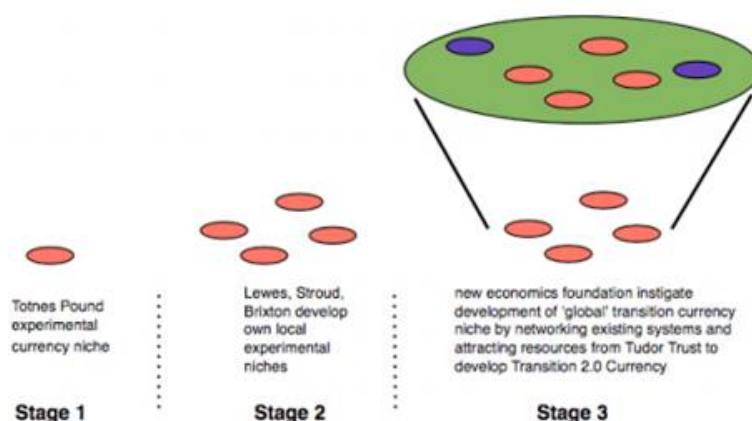 Totnes Pound
experimental
currency niche
Stage 1
Lewes, Stroud,
Brixton develop
own local
experimental
niches
Stage 2
new economics foundation instigate
development of 'global' transition currency
niche by networking existing systems and
attracting resources from Tudor Trust to
develop Transition 2.0 Currency
Stage 3